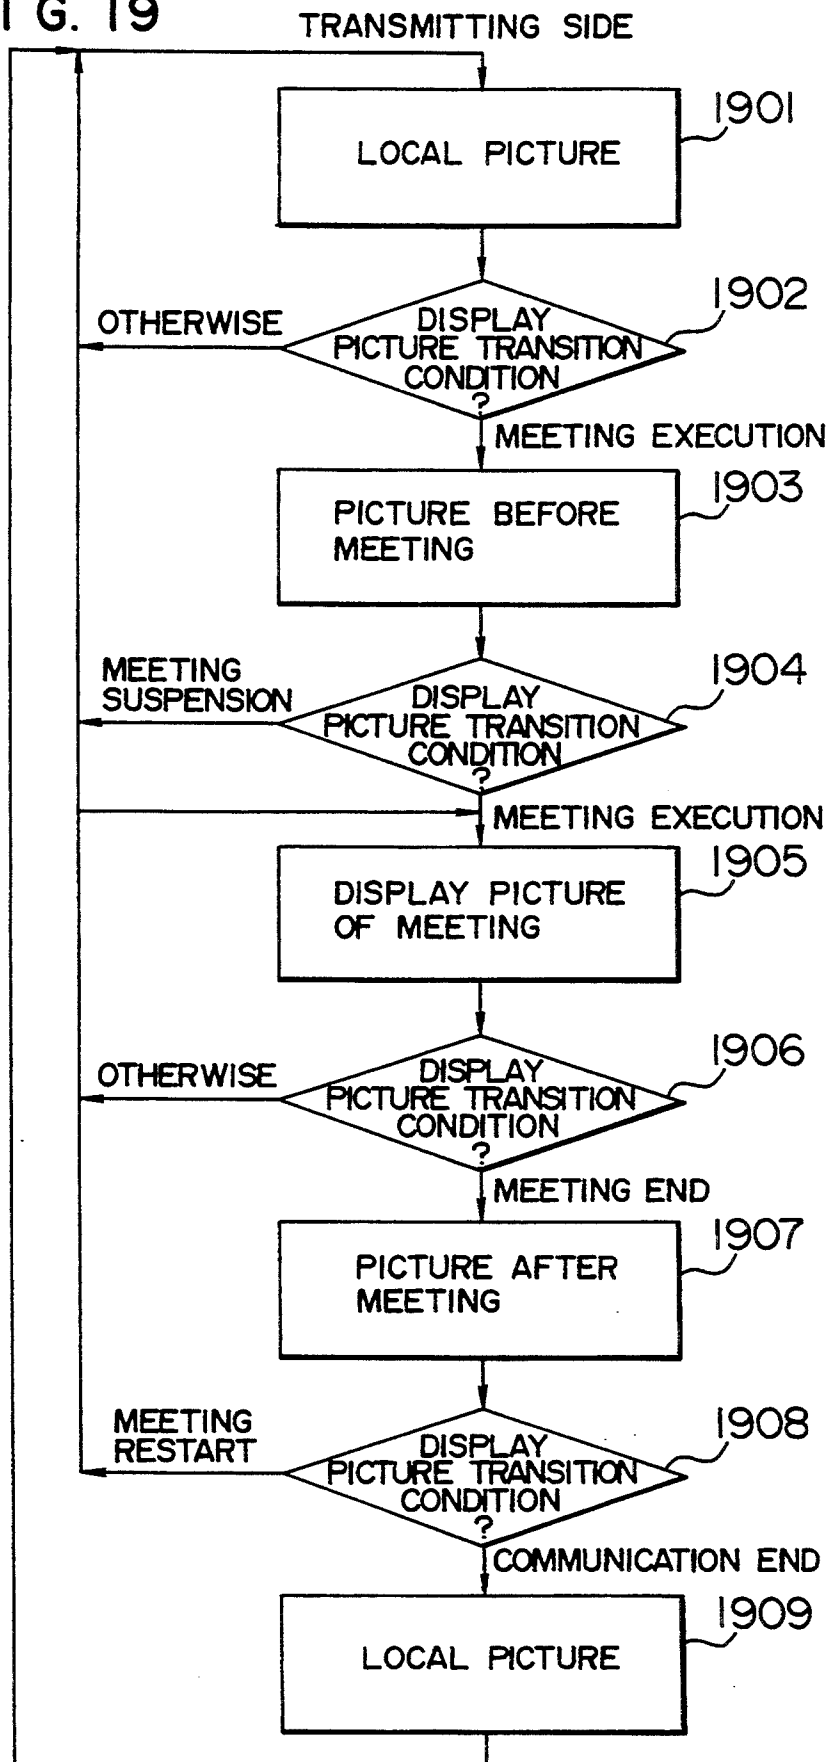 I G. 19
TRANSMITTING SIDE
1901
LOCAL PICTURE
1902
OTHERWISE
DISPLAY
PICTURE TRANSITION
CONDITION
?
MEETING EXECUTION
1903
PICTURE BEFORE
MEETING
1904
MEETING
SUSPENSION
DISPLAY
PICTURE TRANSITION
CONDITION
?
MEETING EXECUTION
1905
DISPLAY PICTURE
OF MEETING
1906
OTHERWISE
DISPLAY
PICTURE TRANSITION
CONDITION
?
MEETING END
1907
PICTURE AFTER
MEETING
1908
MEETING
RESTART
DISPLAY
PICTURE TRANSITION
CONDITION
?
COMMUNICATION END
1909
LOCAL PICTURE